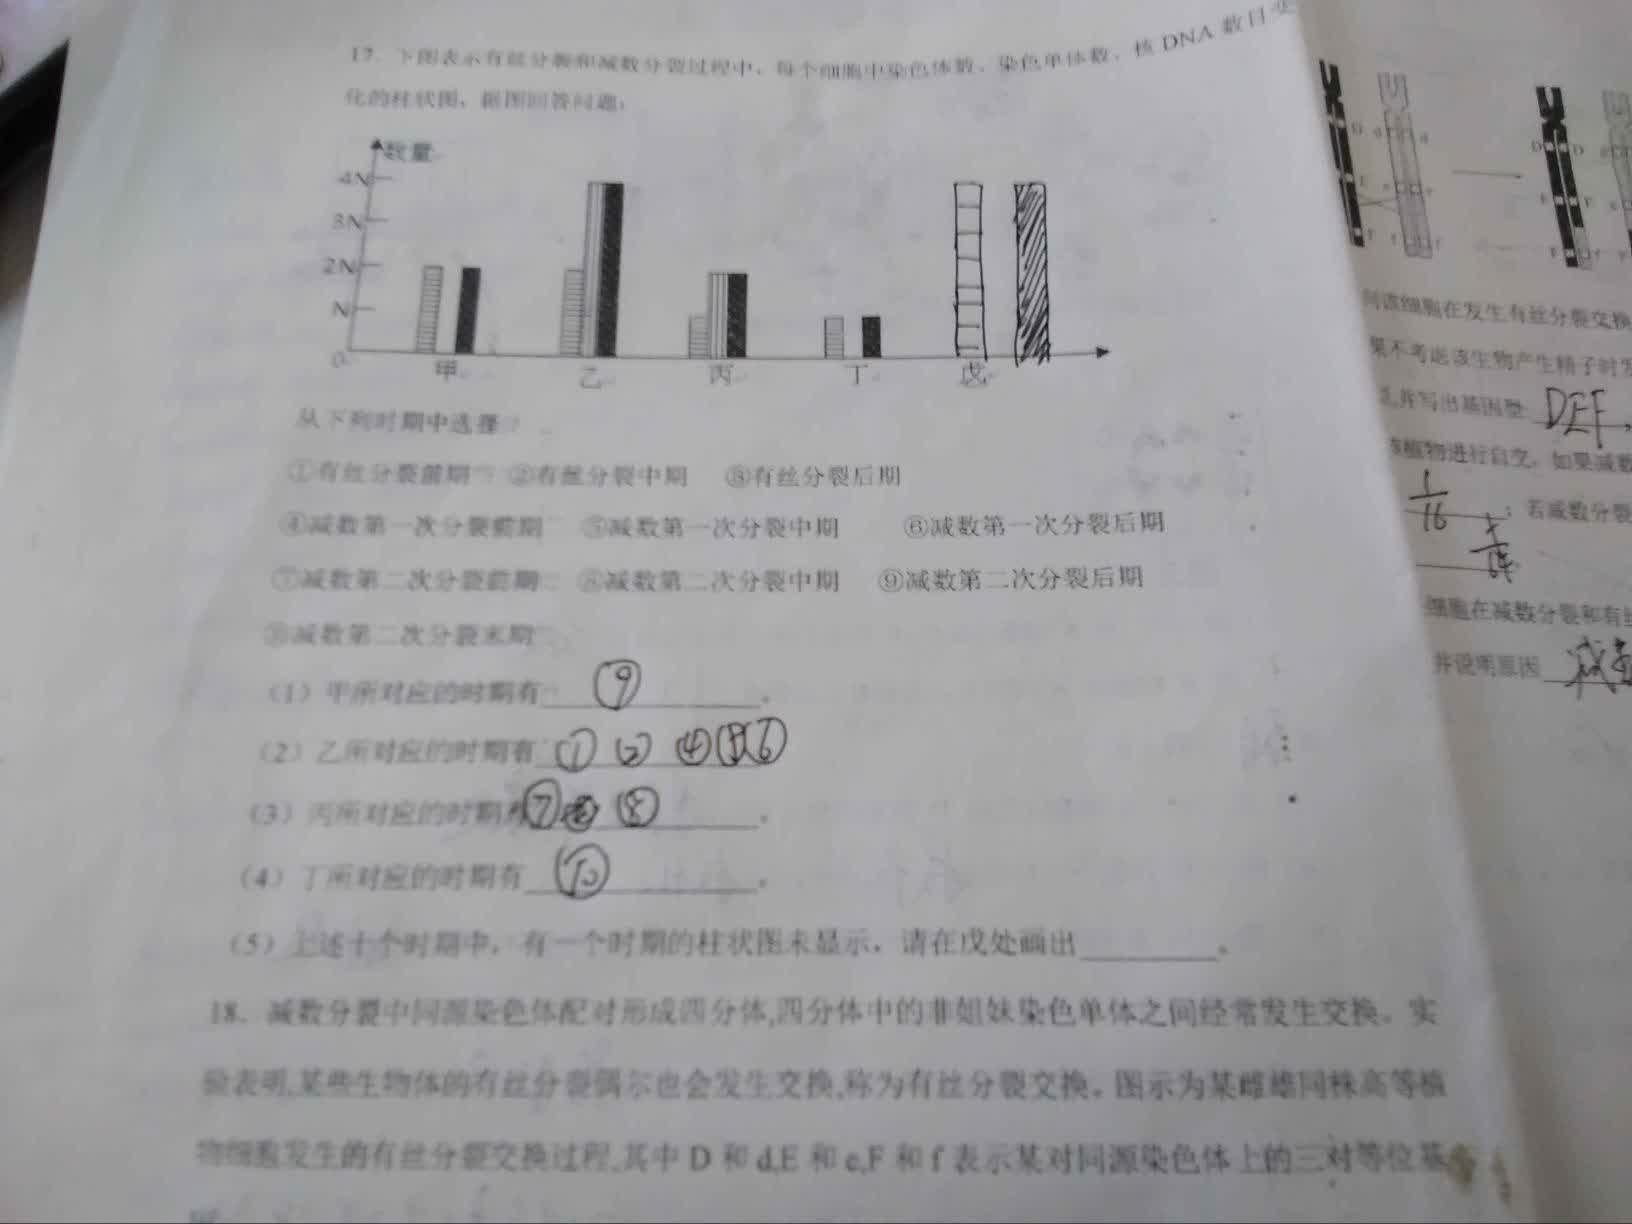 17. 下图表示有丝分裂和减数分裂过程中，每个细胞中染色体数、染色单体数、核DNA数目变
化的柱状图，据图回答问题：
数量
4N
3N
2N
N
0
甲 乙 丙 丁 戊
从下列时期中选择
①有丝分裂前期 ②有丝分裂中期 ③有丝分裂后期
④减数第一次分裂前期 ⑤减数第一次分裂中期 ⑥减数第一次分裂后期
⑦减数第二次分裂前期 ⑧减数第二次分裂中期 ⑨减数第二次分裂后期
⑩减数第二次分裂末期
（1）甲所对应的时期有 ⑨ 。
（2）乙所对应的时期有 ① ② ④ ⑤ ⑥
（3）丙所对应的时期有 ⑦ ⑧ 。
（4）丁所对应的时期有 ⑩ 。
（5）上述十个时期中，有一个时期的柱状图未显示，请在戊处画出 。
18. 减数分裂中同源染色体配对形成四分体,四分体中的非姐妹染色单体之间经常发生交换。实
验表明,某些生物体的有丝分裂偶尔也会发生交换,称为有丝分裂交换。图示为某雌雄同株高等植
物细胞发生的有丝分裂交换过程,其中 D 和 d,E 和 e,F 和 f 表示某对同源染色体上的三对等位基
该细胞在发生有丝分裂交换
果不考虑该生物产生精子时发
并写出基因型 DEF ,
植物进行自交，如果减数
1/16 ；若减数分裂
细胞在减数分裂和有丝
并说明原因 减数